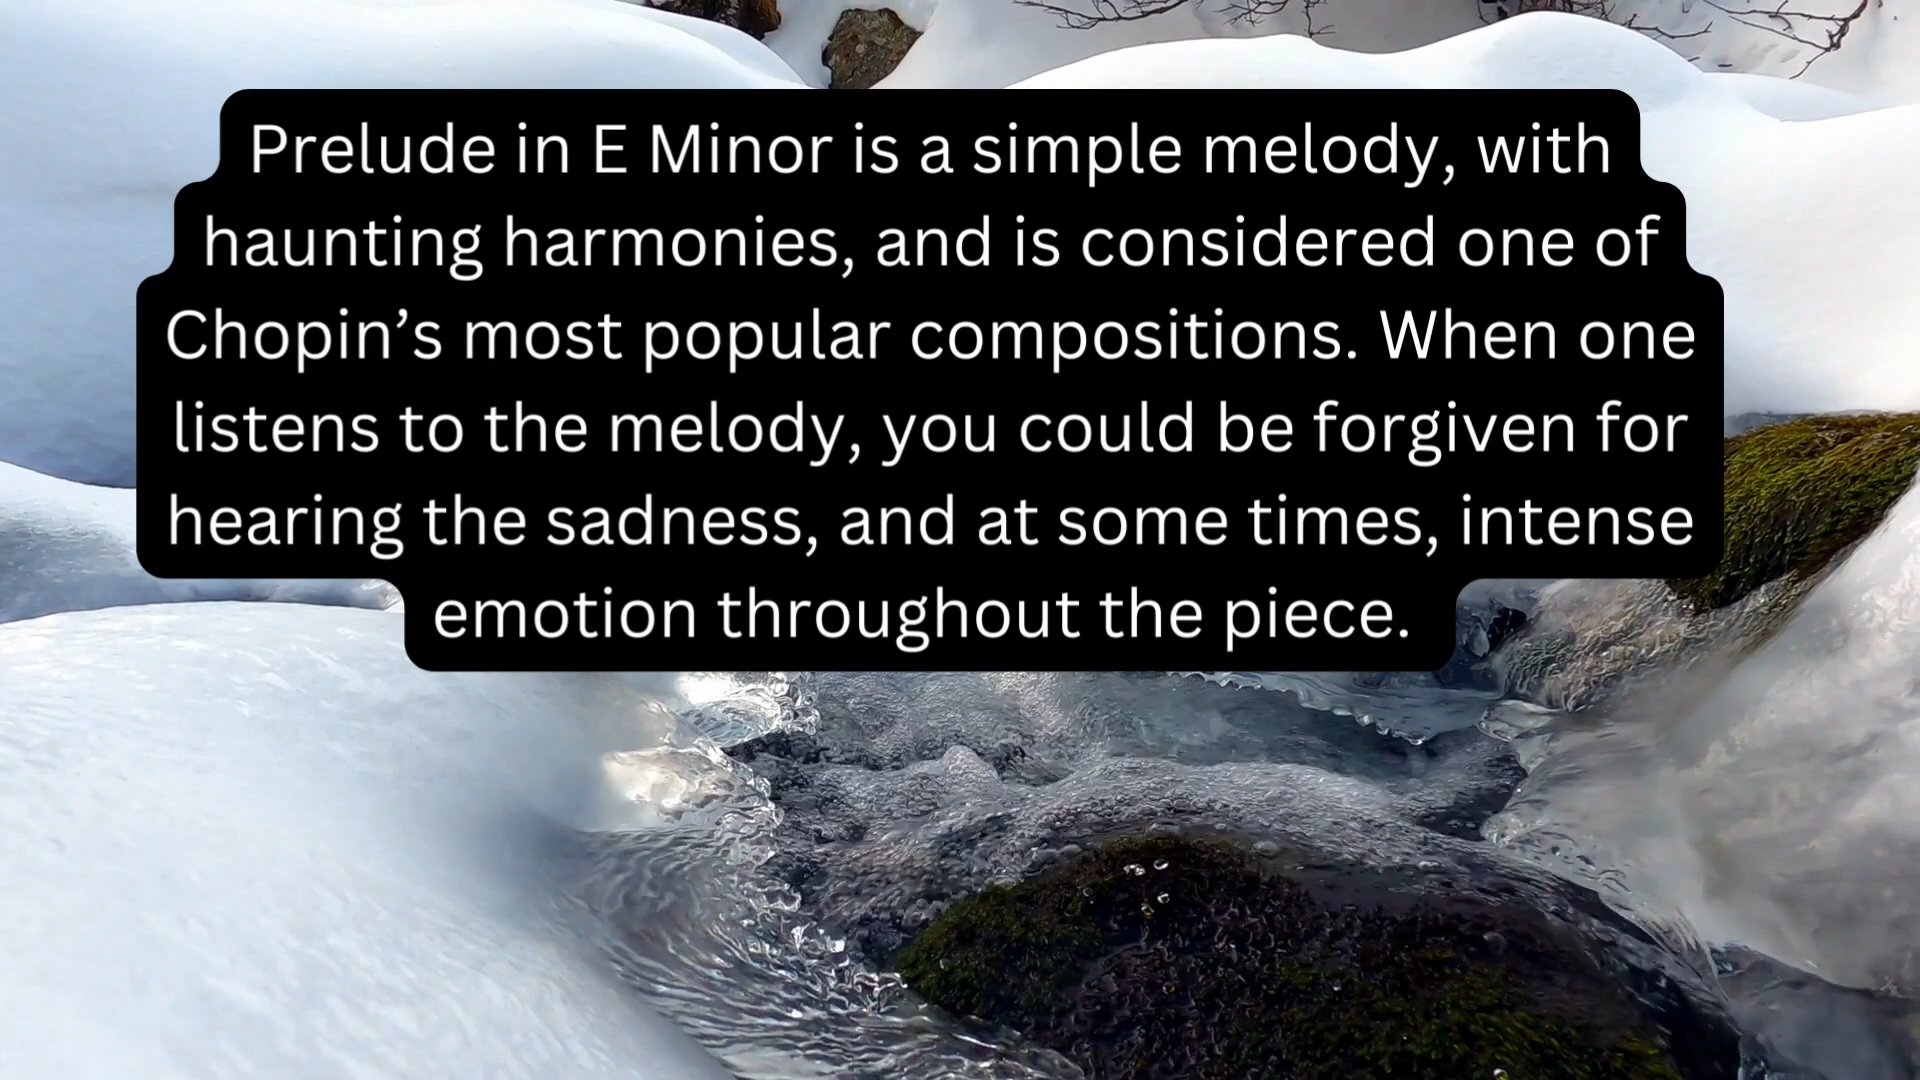 Prelude in E Minor is a simple melody, with
haunting harmonies, and is considered one of
Chopin’s most popular compositions. When one
listens to the melody, you could be forgiven for
hearing the sadness, and at some times, intense
emotion throughout the piece.